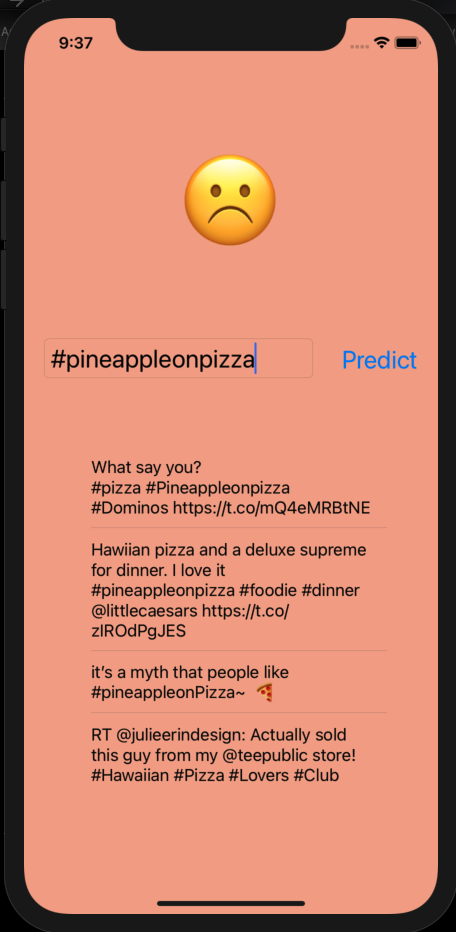 9:37
#pineappleonpizza
Predict
What say you?
#pizza #Pineappleonpizza
#Dominos https://t.co/mQ4eMRBtNE
Hawiian pizza and a deluxe supreme
for dinner. I love it
#pineappleonpizza #foodie #dinner
@littlecaesars https://t.co/
zIROdPgJES
it's a myth that people like
#pineappleonPizza~ 🍕
RT @julieerindesign: Actually sold
this guy from my @teepublic store!
#Hawaiian #Pizza #Lovers #Club